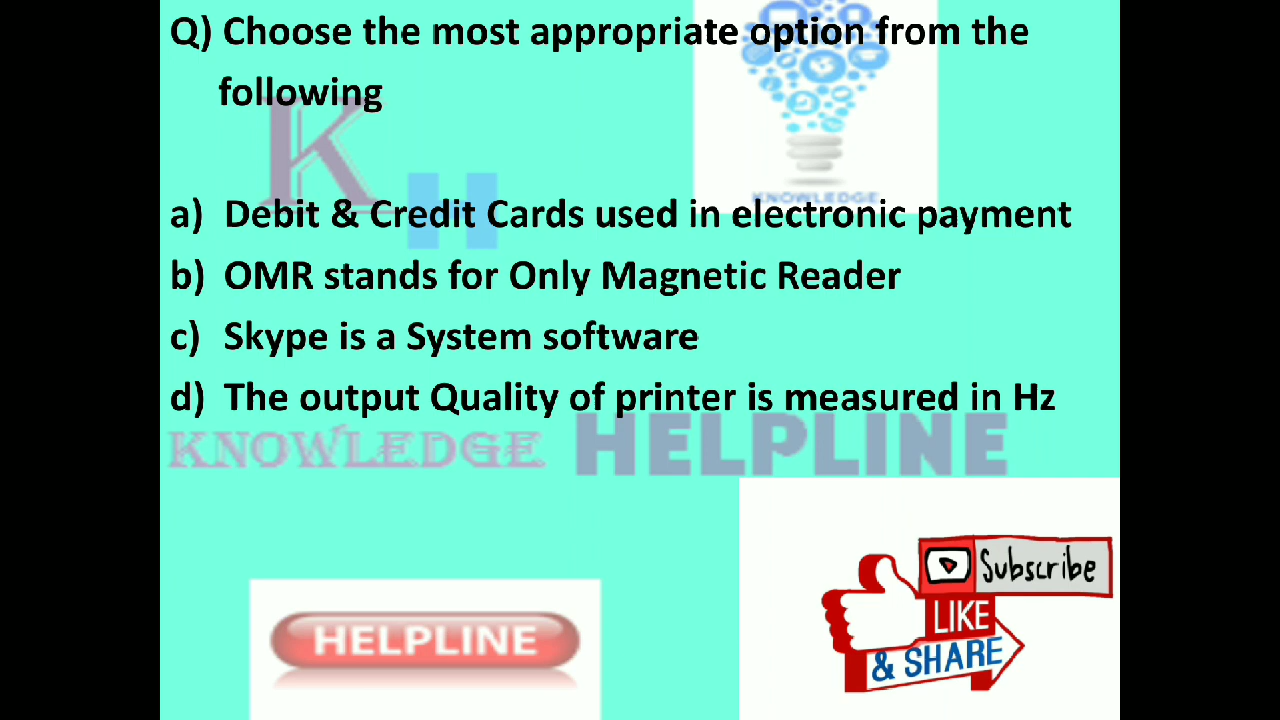 Q) Choose the most appropriate option from the
following
K
H
KNOWLEDGE
a) Debit & Credit Cards used in electronic payment
b) OMR stands for Only Magnetic Reader
c) Skype is a System software
d) The output Quality of printer is measured in Hz
KNOWLEDGE HELPLINE
Subscribe
LIKE
& SHARE
HELPLINE